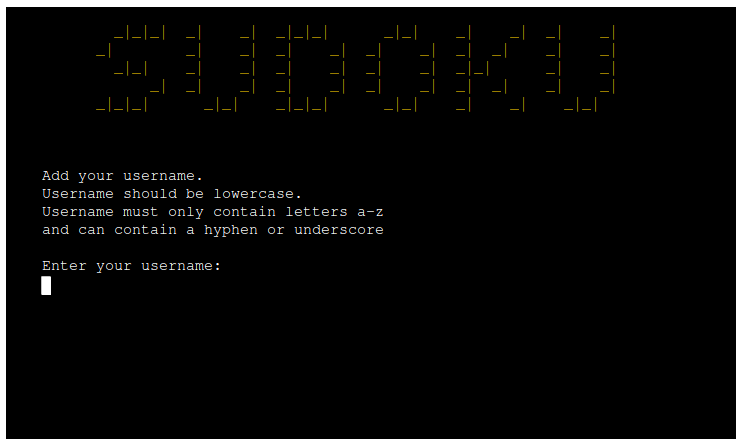 SUDOKU
Add your username.
Username should be lowercase.
Username must only contain letters a-z
and can contain a hyphen or underscore
Enter your username: